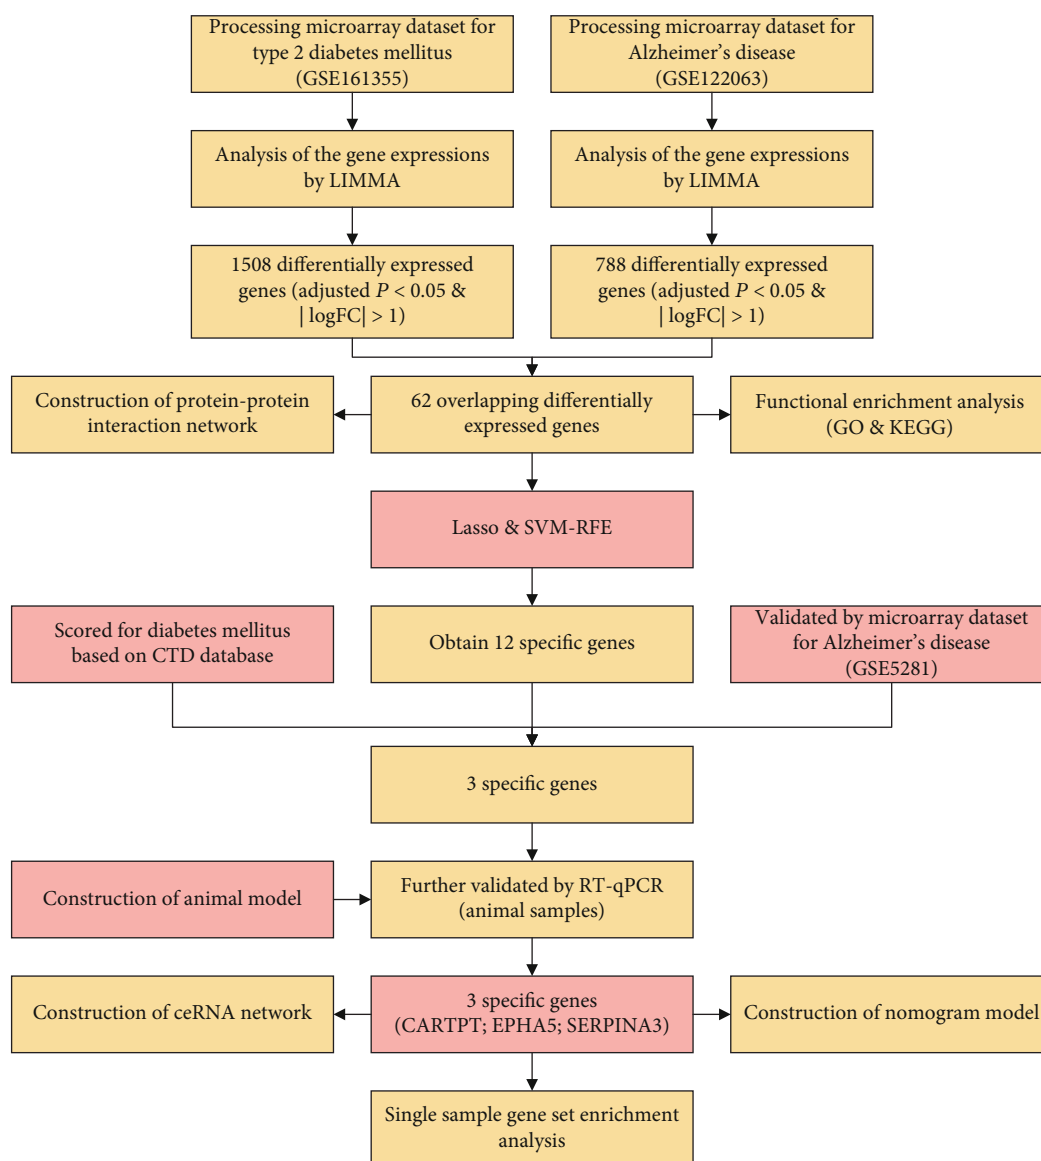 Processing microarray dataset for
type 2 diabetes mellitus
(GSE161355)
Processing microarray dataset for
Alzheimer's disease
(GSE122063)
Analysis of the gene expressions
by LIMMA
Analysis of the gene expressions
by LIMMA
1508 differentially expressed
genes (adjusted P < 0.05 &
| logFC| > 1)
788 differentially expressed
genes (adjusted P < 0.05 &
| logFC| > 1)
Construction of protein-protein
interaction network
62 overlapping differentially
expressed genes
Functional enrichment analysis
(GO & KEGG)
Lasso & SVM-RFE
Scored for diabetes mellitus
based on CTD database
Obtain 12 specific genes
Validated by microarray dataset
for Alzheimer's disease
(GSE5281)
3 specific genes
Construction of animal model
Further validated by RT-qPCR
(animal samples)
Construction of ceRNA network
3 specific genes
(CARTPT; EPHA5; SERPINA3)
Construction of nomogram model
Single sample gene set enrichment
analysis